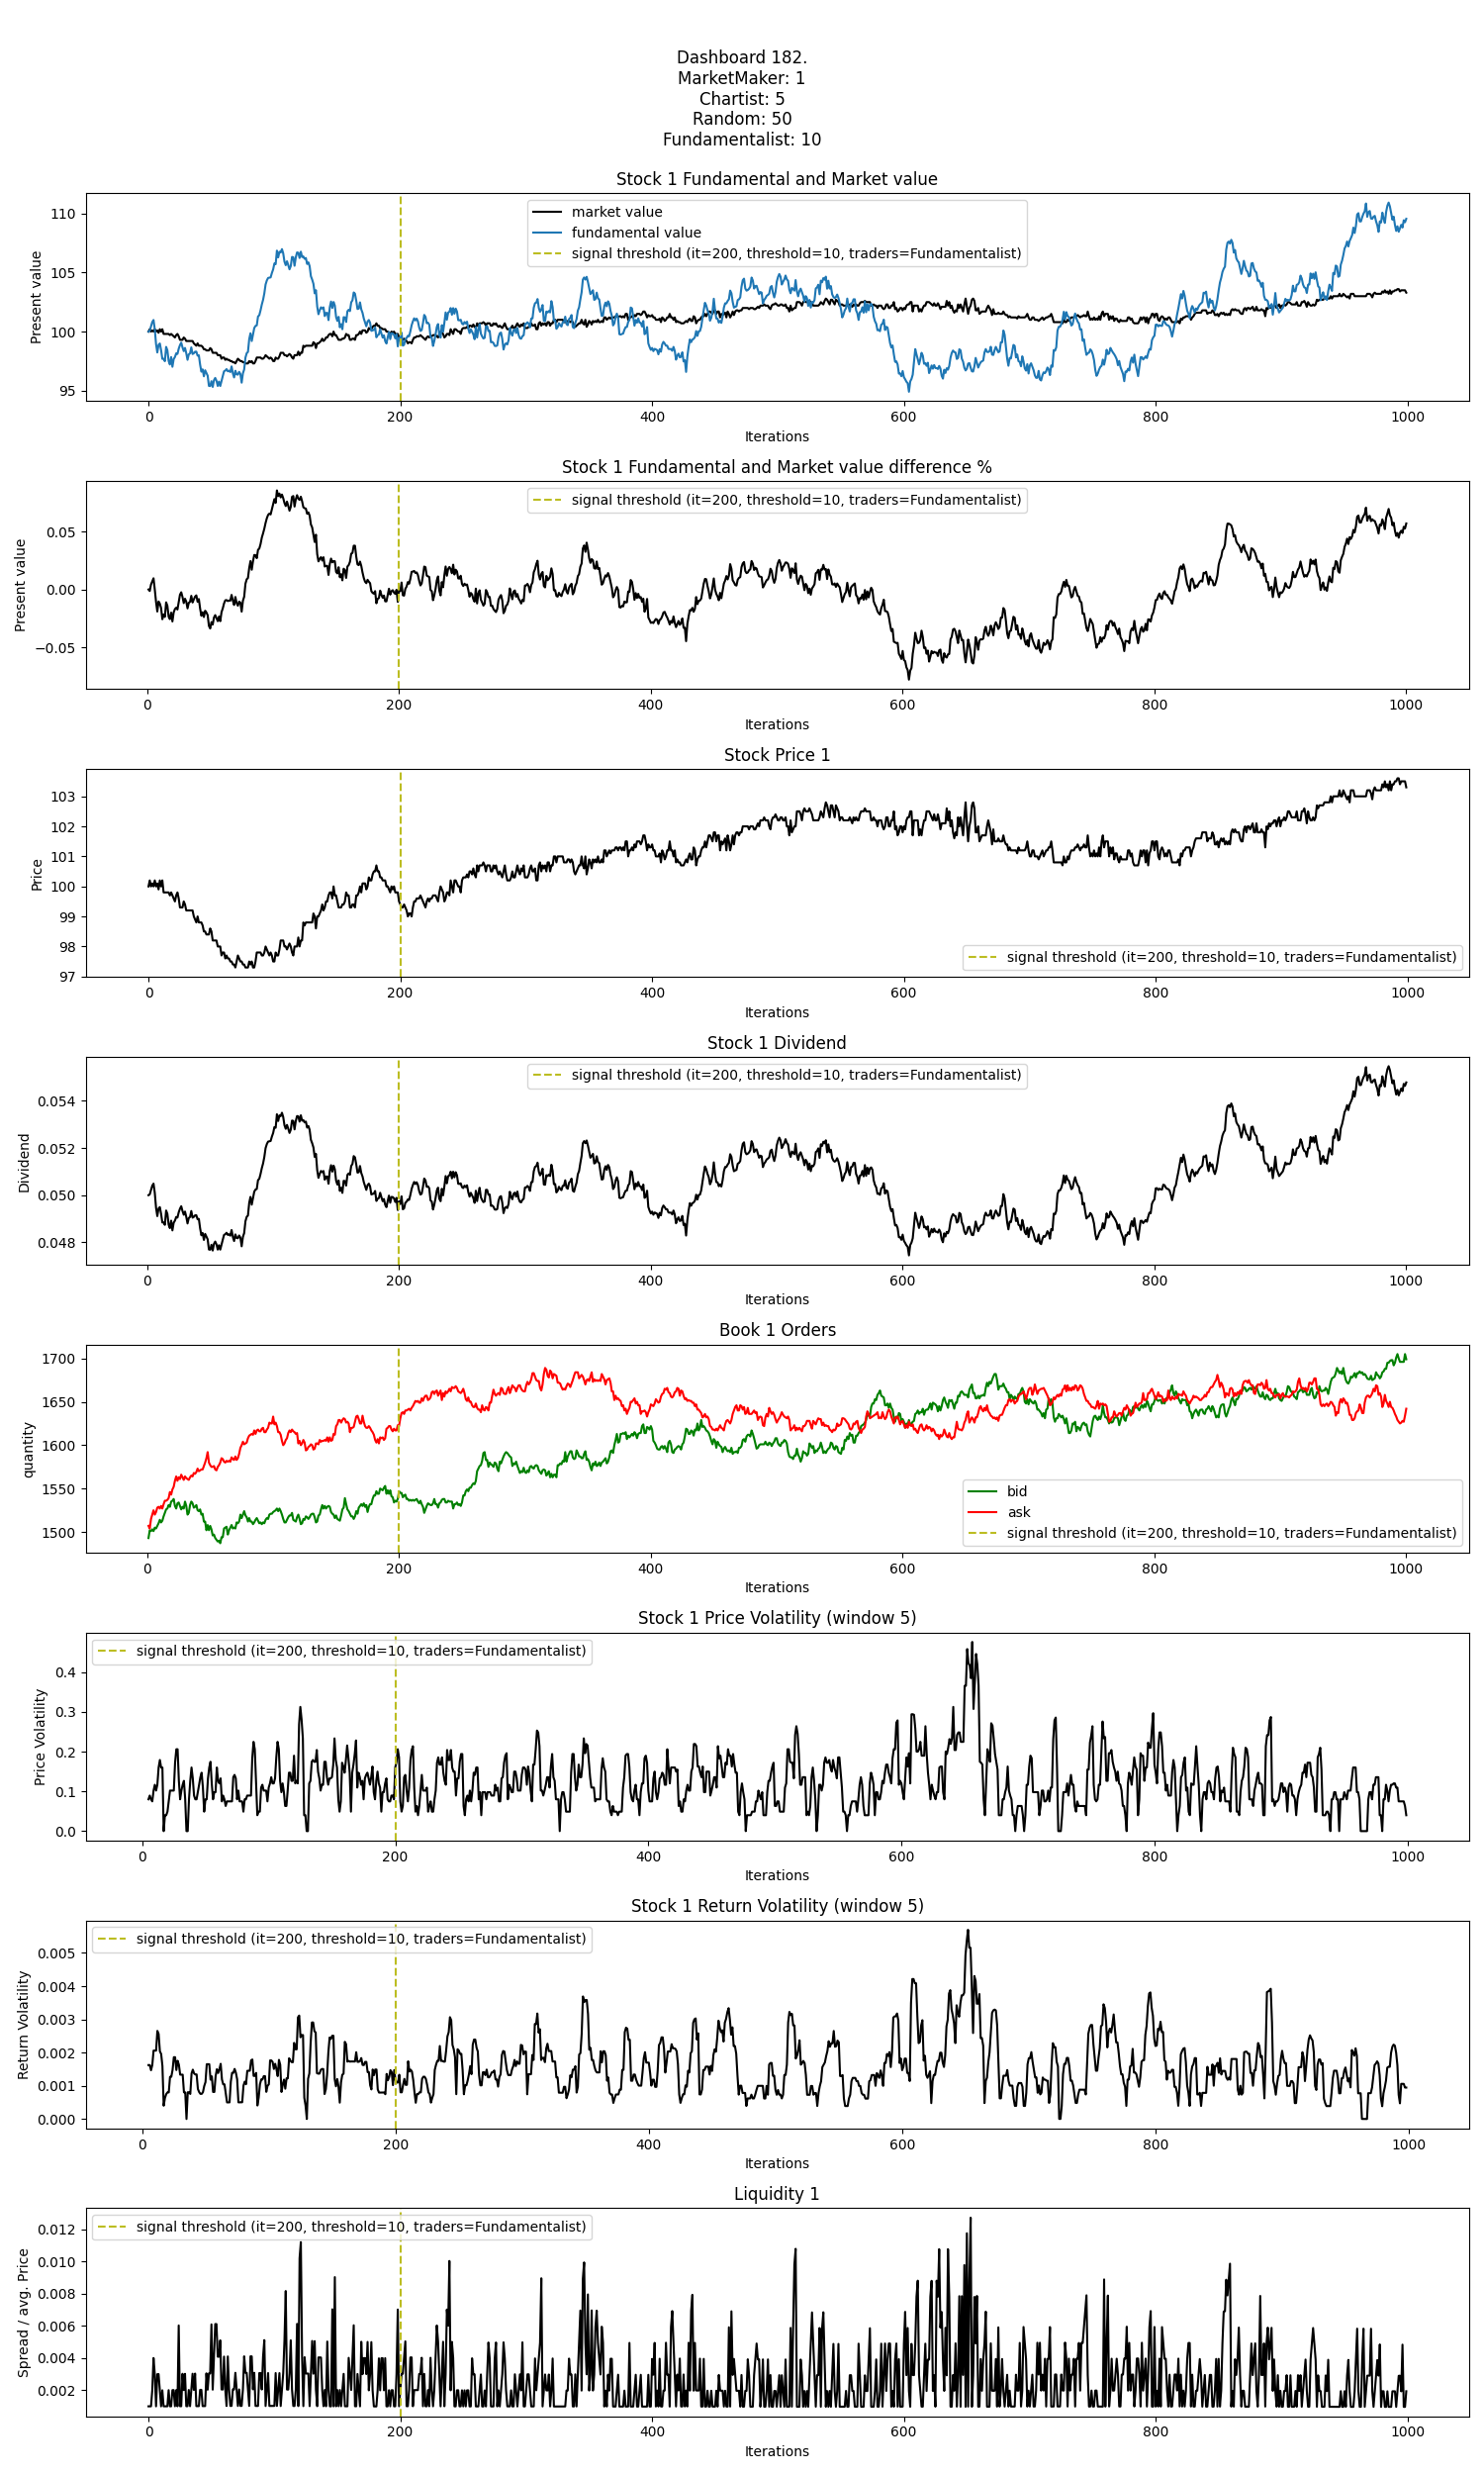 Dashboard 182.
MarketMaker: 1
Chartist: 5
Random: 50
Fundamentalist: 10
Stock 1 Fundamental and Market value
market value
fundamental value
signal threshold (it=200, threshold=10, traders=Fundamentalist)
Present value
110
105
100
95
0 200 400 600 800 1000
Iterations
Stock 1 Fundamental and Market value difference %
signal threshold (it=200, threshold=10, traders=Fundamentalist)
Present value
0.05
0.00
−0.05
0 200 400 600 800 1000
Iterations
Stock Price 1
Price
103
102
101
100
99
98
97
signal threshold (it=200, threshold=10, traders=Fundamentalist)
0 200 400 600 800 1000
Iterations
Stock 1 Dividend
signal threshold (it=200, threshold=10, traders=Fundamentalist)
Dividend
0.054
0.052
0.050
0.048
0 200 400 600 800 1000
Iterations
Book 1 Orders
quantity
1700
1650
1600
1550
1500
bid
ask
signal threshold (it=200, threshold=10, traders=Fundamentalist)
0 200 400 600 800 1000
Iterations
Stock 1 Price Volatility (window 5)
signal threshold (it=200, threshold=10, traders=Fundamentalist)
Price Volatility
0.4
0.3
0.2
0.1
0.0
0 200 400 600 800 1000
Iterations
Stock 1 Return Volatility (window 5)
signal threshold (it=200, threshold=10, traders=Fundamentalist)
Return Volatility
0.005
0.004
0.003
0.002
0.001
0.000
0 200 400 600 800 1000
Iterations
Liquidity 1
signal threshold (it=200, threshold=10, traders=Fundamentalist)
Spread / avg. Price
0.012
0.010
0.008
0.006
0.004
0.002
0 200 400 600 800 1000
Iterations